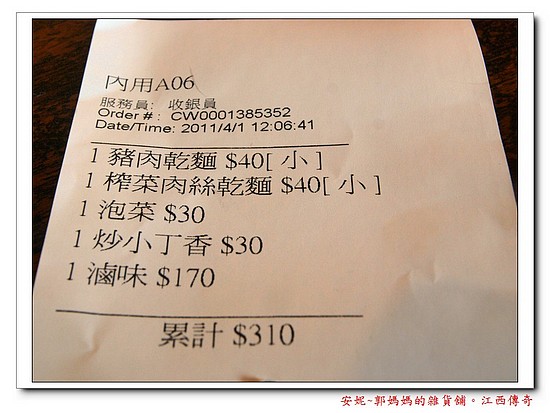 內用A06
服務員: 收銀員
Order # : CW0001385352
Date/Time: 2011/4/1 12:06:41
1 豬肉乾麵 $40[ 小 ]
1 榨菜肉絲乾麵 $40[ 小 ]
1 泡菜 $30
1 炒小丁香 $30
1 滷味 $170
累計 $310
安妮~郭媽媽的雜貨舖。江西傳奇